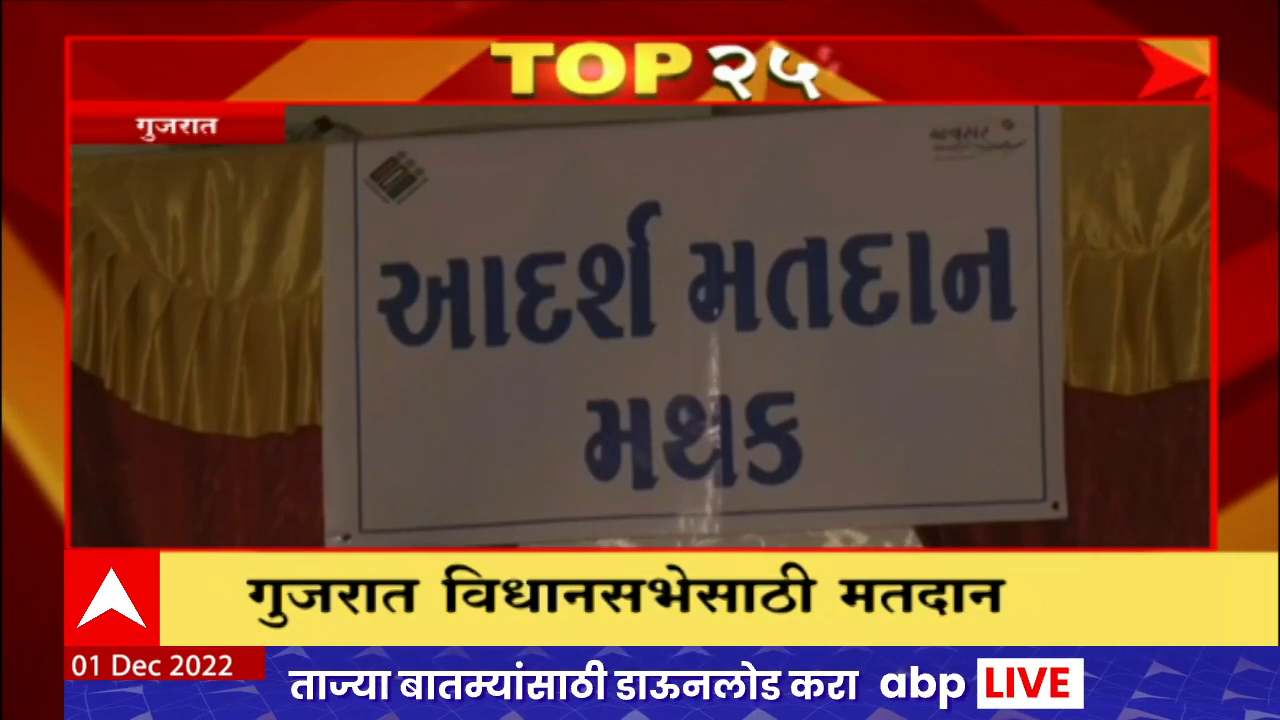 TOP २५
गुजरात
આદર્શ મતદાન
મથક
गुजरात विधानसभेसाठी मतदान
01 Dec 2022
ताज्या बातम्यांसाठी डाऊनलोड करा abp LIVE